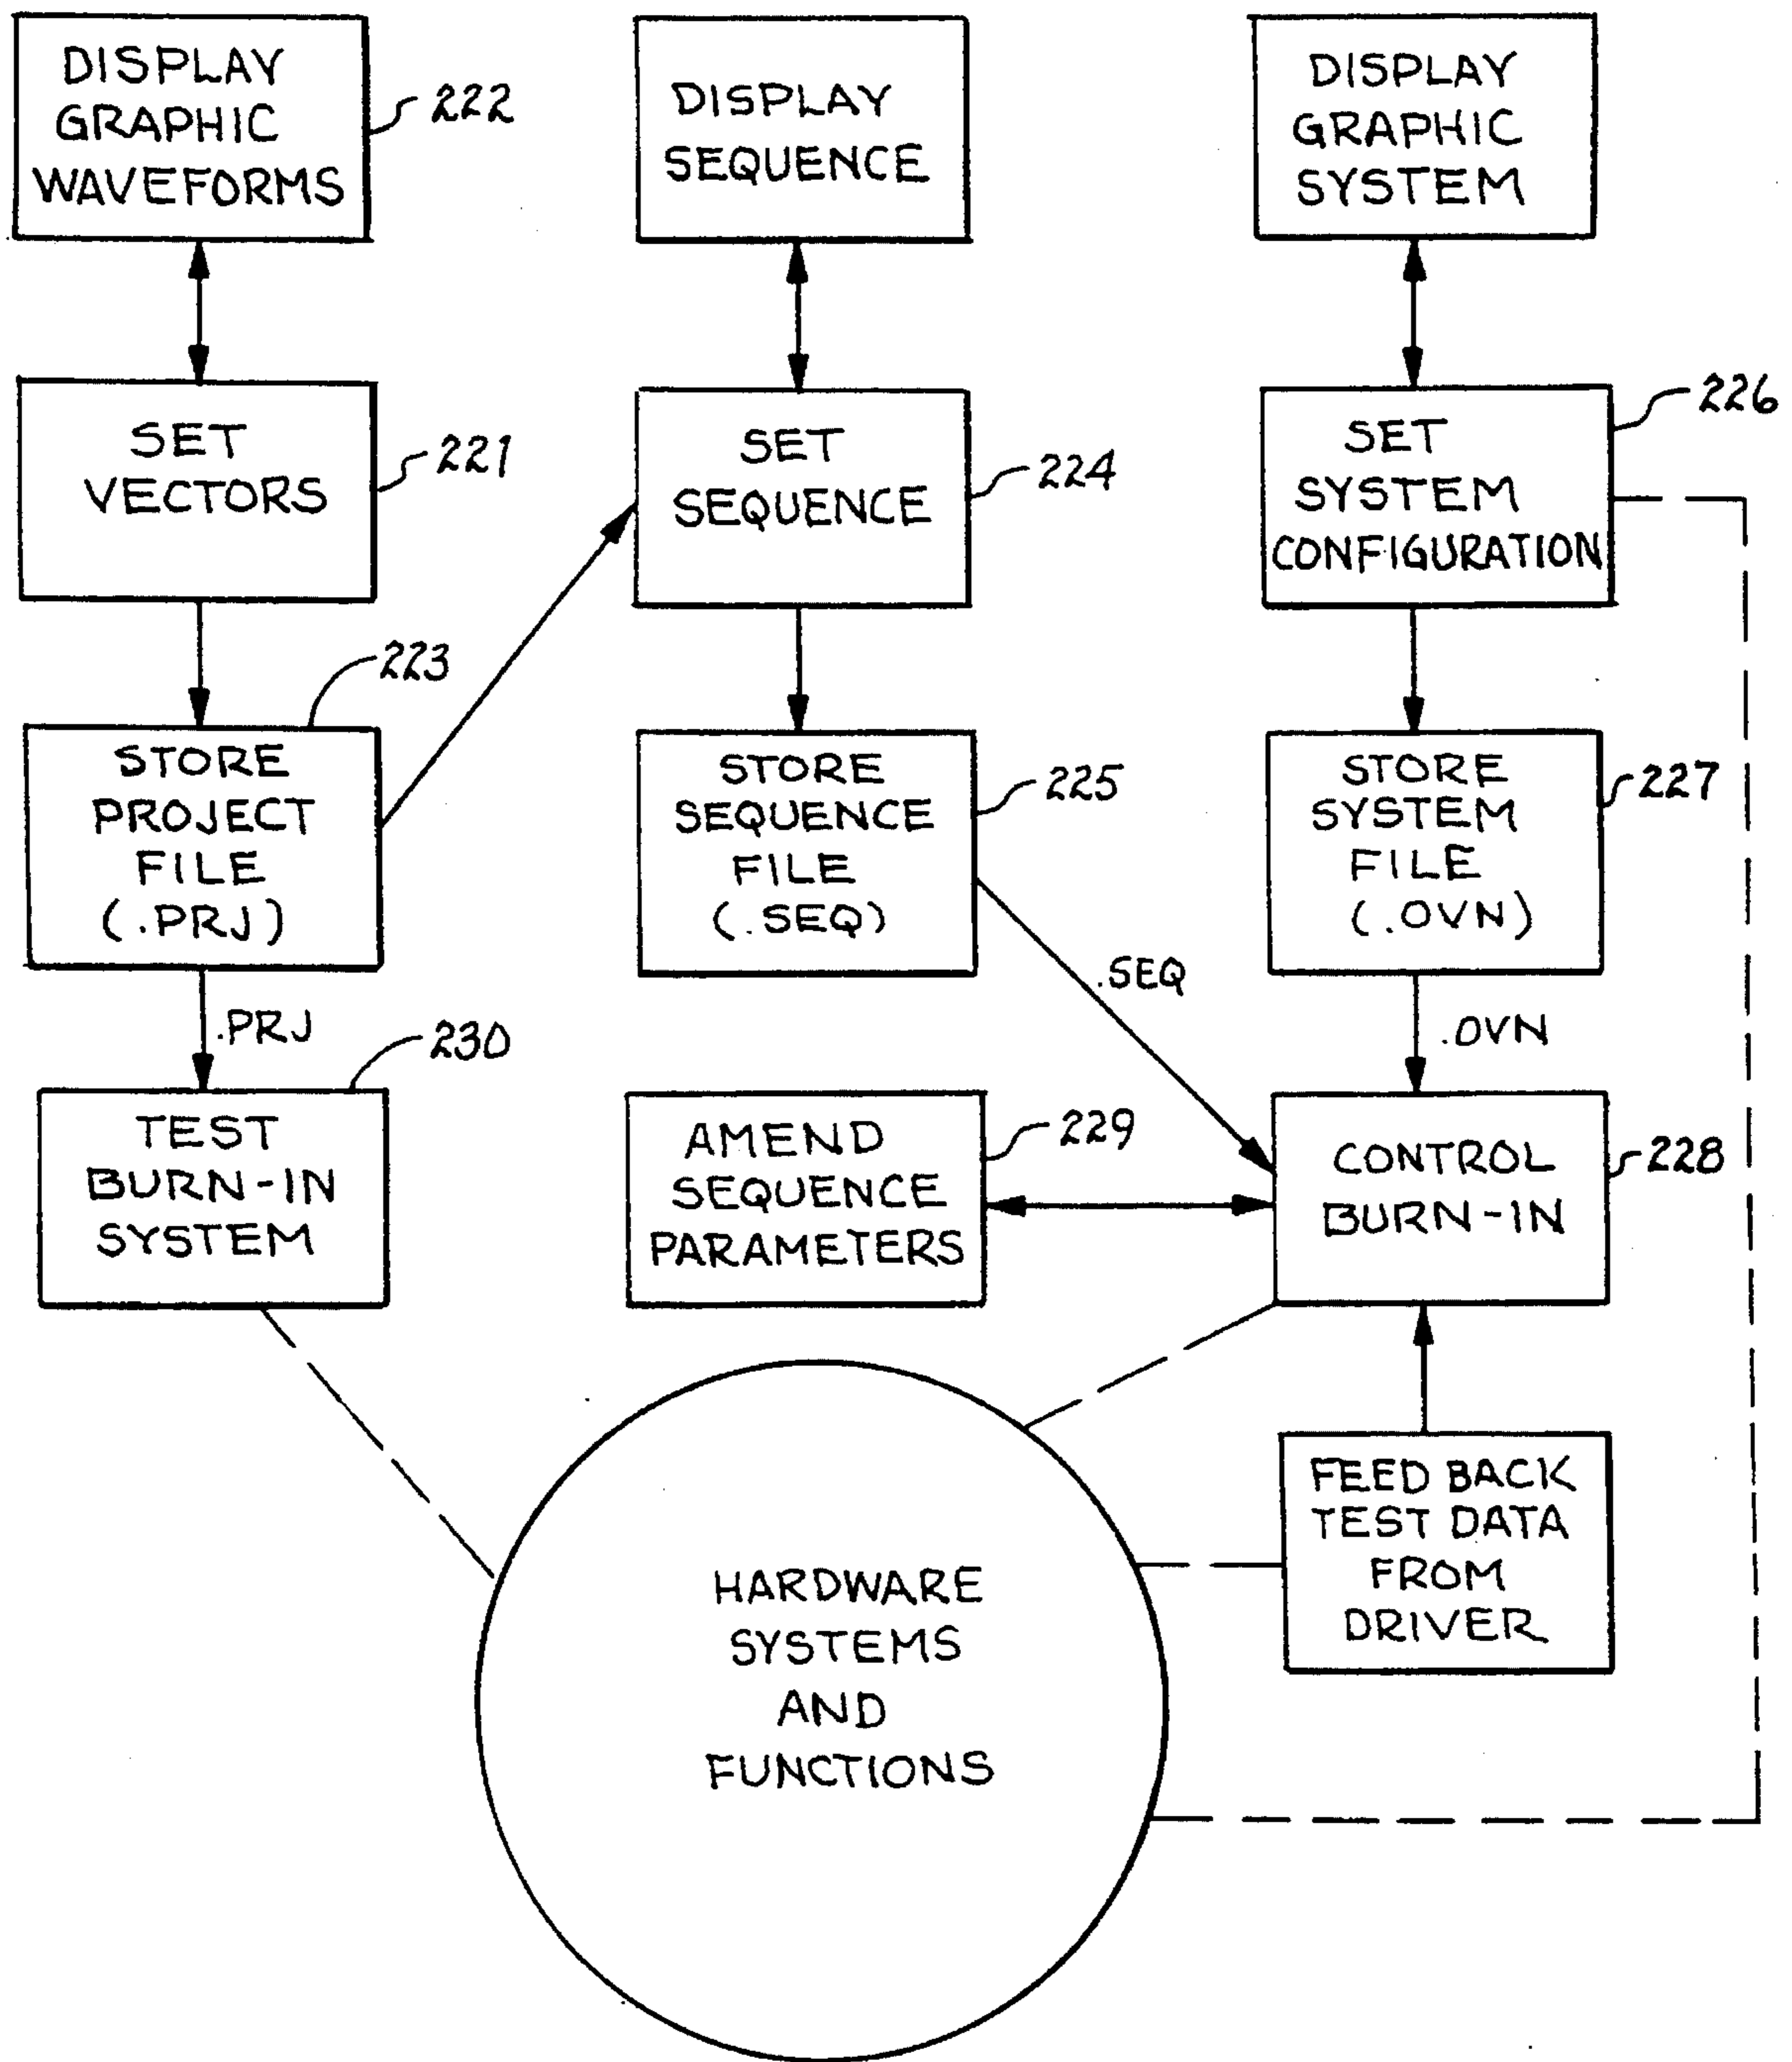 DISPLAY
GRAPHIC
WAVEFORMS
222
DISPLAY
SEQUENCE
DISPLAY
GRAPHIC
SYSTEM
SET
VECTORS
221
SET
SEQUENCE
224
SET
SYSTEM
CONFIGURATION
226
STORE
PROJECT
FILE
(.PRJ)
223
STORE
SEQUENCE
FILE
(.SEQ)
225
STORE
SYSTEM
FILE
(.OVN)
227
.PRJ
.SEQ
.OVN
TEST
BURN-IN
SYSTEM
230
AMEND
SEQUENCE
PARAMETERS
229
CONTROL
BURN-IN
228
FEED BACK
TEST DATA
FROM
DRIVER
HARDWARE
SYSTEMS
AND
FUNCTIONS